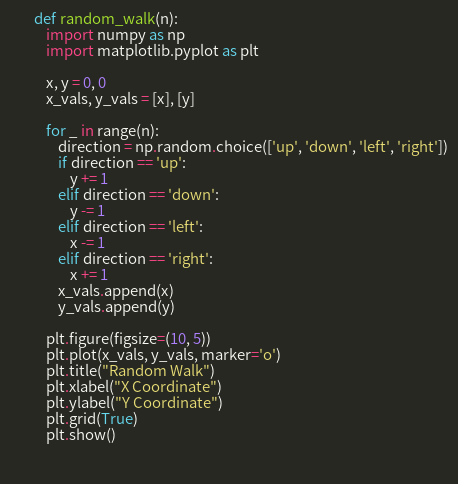 def random_walk(n):
    import numpy as np
    import matplotlib.pyplot as plt

    x, y = 0, 0
    x_vals, y_vals = [x], [y]

    for _ in range(n):
        direction = np.random.choice(['up', 'down', 'left', 'right'])
        if direction == 'up':
            y += 1
        elif direction == 'down':
            y -= 1
        elif direction == 'left':
            x -= 1
        elif direction == 'right':
            x += 1
        x_vals.append(x)
        y_vals.append(y)

    plt.figure(figsize=(10, 5))
    plt.plot(x_vals, y_vals, marker='o')
    plt.title("Random Walk")
    plt.xlabel("X Coordinate")
    plt.ylabel("Y Coordinate")
    plt.grid(True)
    plt.show()